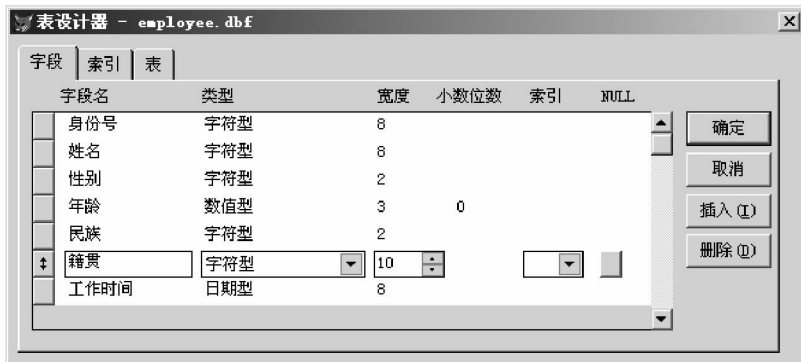 表设计器 - employee.dbf
字段 索引 表
字段名 类型 宽度 小数位数 索引 NULL
身份号 字符型 8
姓名 字符型 8
性别 字符型 2
年龄 数值型 3 0
民族 字符型 2
籍贯 字符型 10
工作时间 日期型 8
确定
取消
插入(I)
删除(D)